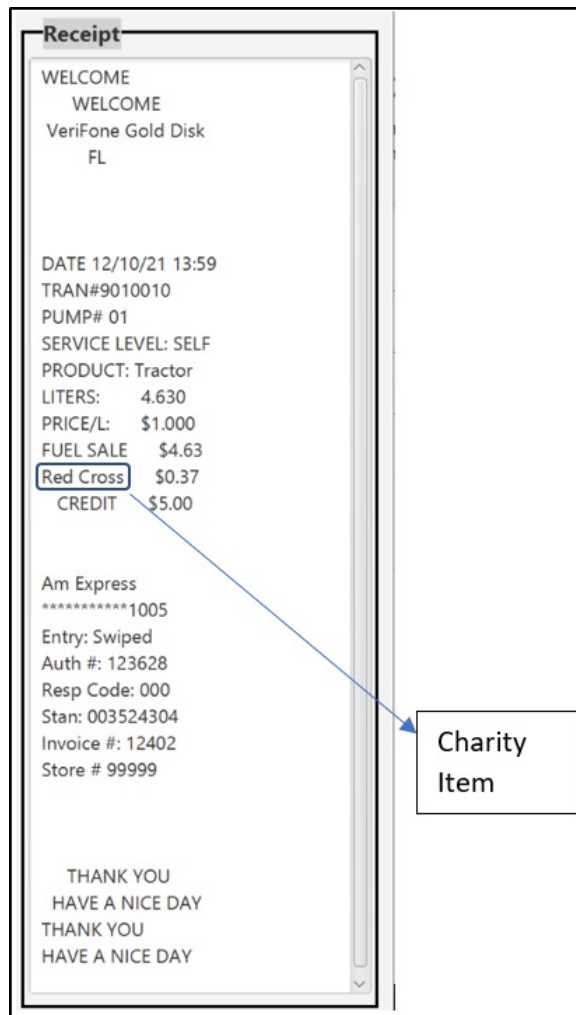 Receipt
WELCOME
WELCOME
VeriFone Gold Disk
FL
DATE 12/10/21 13:59
TRAN#9010010
PUMP# 01
SERVICE LEVEL: SELF
PRODUCT: Tractor
LITERS: 4.630
PRICE/L: $1.000
FUEL SALE $4.63
Red Cross $0.37
CREDIT $5.00
Am Express
***********1005
Entry: Swiped
Auth #: 123628
Resp Code: 000
Stan: 003524304
Invoice #: 12402
Store # 99999
Charity
Item
THANK YOU
HAVE A NICE DAY
THANK YOU
HAVE A NICE DAY